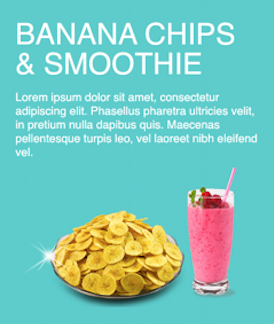 BANANA CHIPS
& SMOOTHIE
Lorem ipsum dolor sit amet, consectetur
adipiscing elit. Phasellus pharetra ultricies velit,
in pretium nulla dapibus quis. Maecenas
pellentesque turpis leo, vel laoreet nibh eleifend
vel.